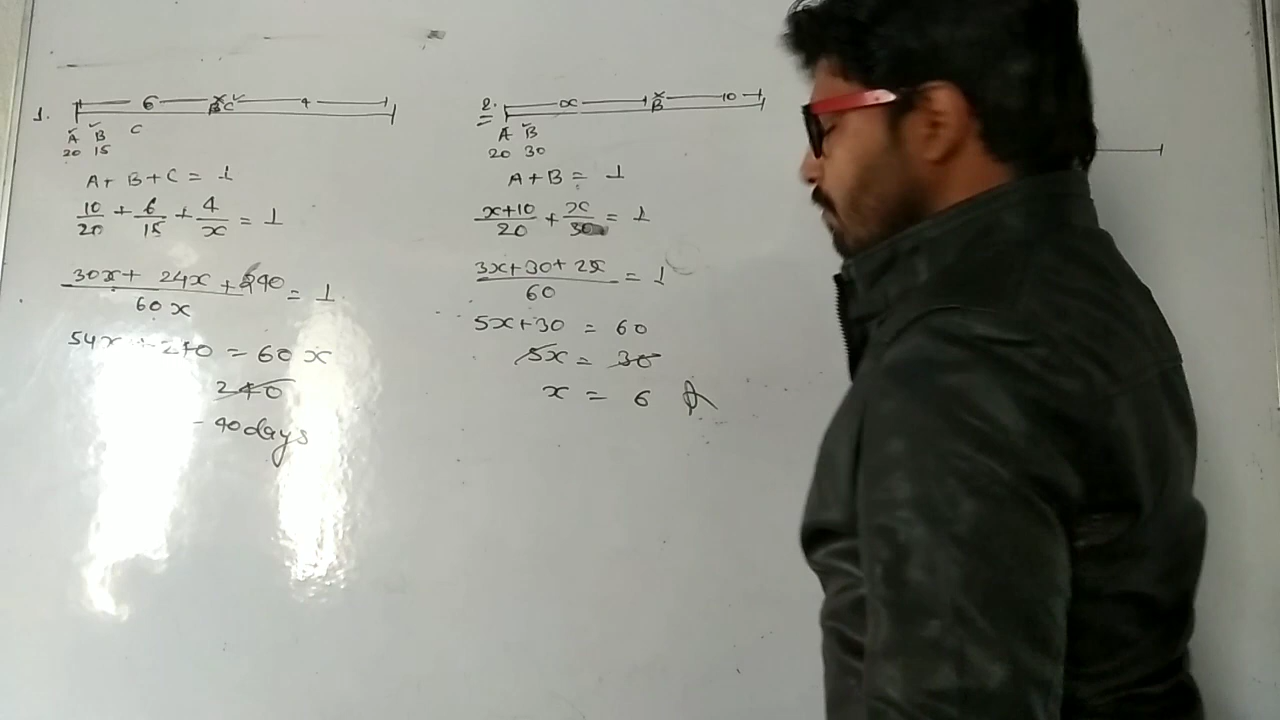 1.
6 x B C ✓ 4
A B C
20 15
A + B + C = 1
10/20 + 6/15 + 4/x = 1
30x + 24x + 240 / 60x = 1
54x + 240 = 60x
240
40 days
2.
x x B 10
A B
20 30
A + B = 1
x+10/20 + x/30 = 1
3x+30+2x / 60 = 1
5x+30 = 60
5x = 30
x = 6 A